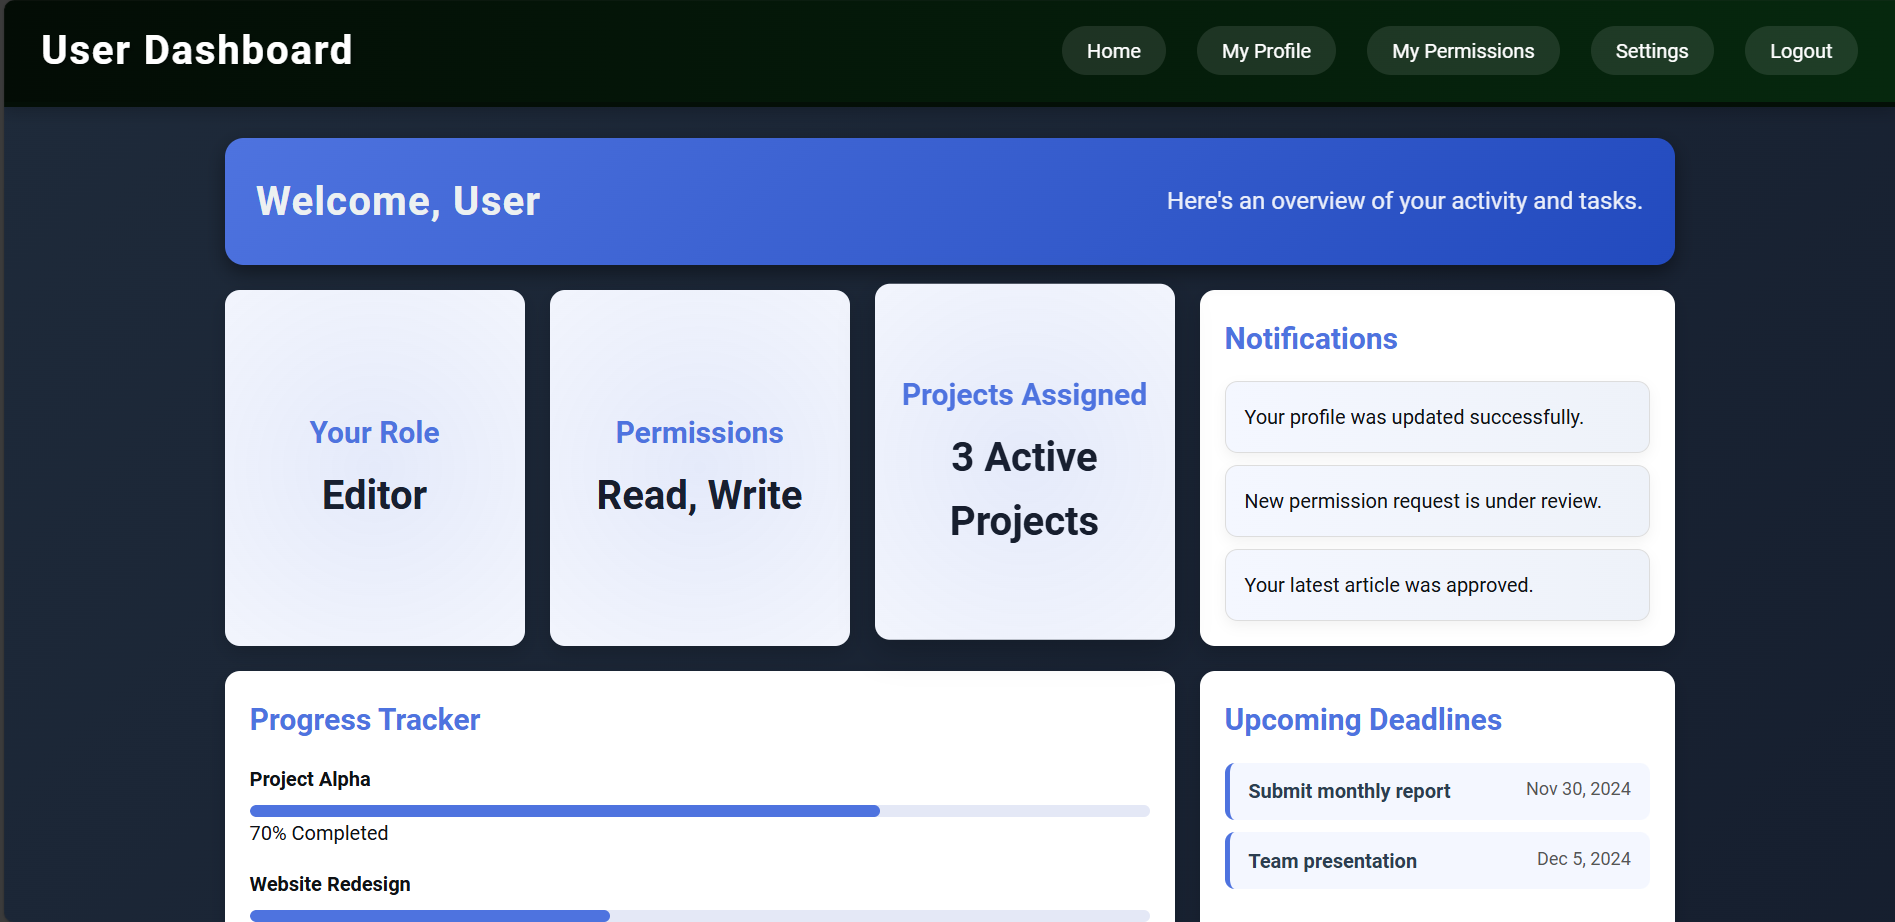 User Dashboard
Home
My Profile
My Permissions
Settings
Logout
Welcome, User
Here's an overview of your activity and tasks.
Your Role
Editor
Permissions
Read, Write
Projects Assigned
3 Active
Projects
Notifications
Your profile was updated successfully.
New permission request is under review.
Your latest article was approved.
Progress Tracker
Project Alpha
70% Completed
Website Redesign
Upcoming Deadlines
Submit monthly report
Nov 30, 2024
Team presentation
Dec 5, 2024